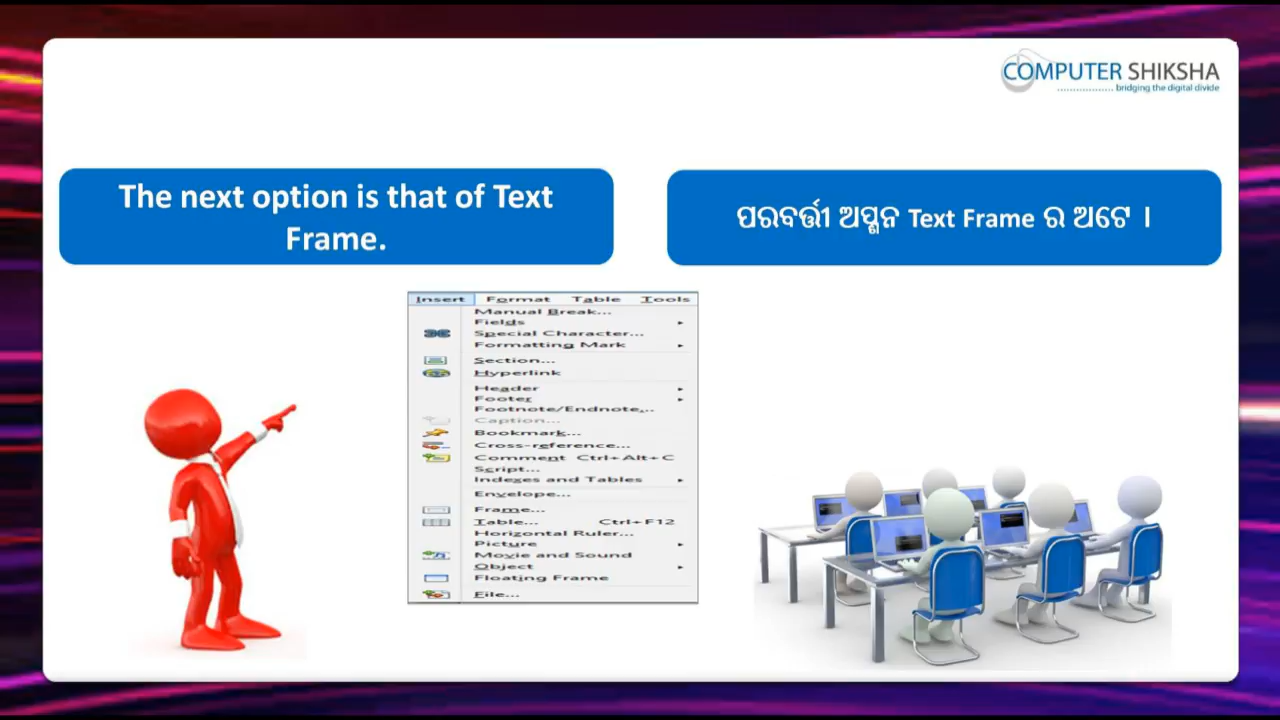 COMPUTER SHIKSHA
bridging the digital divide
The next option is that of Text
Frame.
ପରବର୍ତ୍ତୀ ଅପ୍ଶନ Text Frame ର ଅଟେ ।
Insert Format Table Tools
Manual Break...
Fields
Special Character...
Formatting Mark
Section...
Hyperlink
Header
Footer
Footnote/Endnote...
Caption...
Bookmark...
Cross-reference...
Comment Ctrl+Alt+C
Script...
Indexes and Tables
Envelope...
Frame...
Table... Ctrl+F12
Horizontal Ruler...
Picture
Movie and Sound
Object
Floating Frame
File...